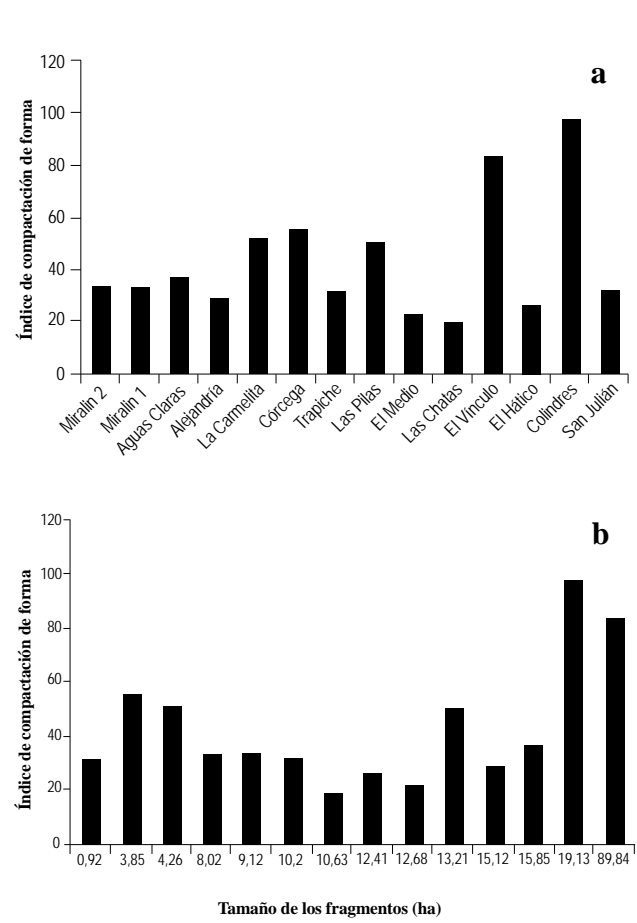 a
Índice de compactación de forma
120
100
80
60
40
20
0
Miralin 2
Miralin 1
Aguas Claras
Alejandría
La Carmelita
Córcega
Trapiche
Las Pilas
El Medio
Las Chatas
El Vínculo
El Hático
Colindres
San Julián
b
Índice de compactación de forma
120
100
80
60
40
20
0
0,92 3,85 4,26 8,02 9,12 10,2 10,63 12,41 12,68 13,21 15,12 15,85 19,13 89,84
Tamaño de los fragmentos (ha)